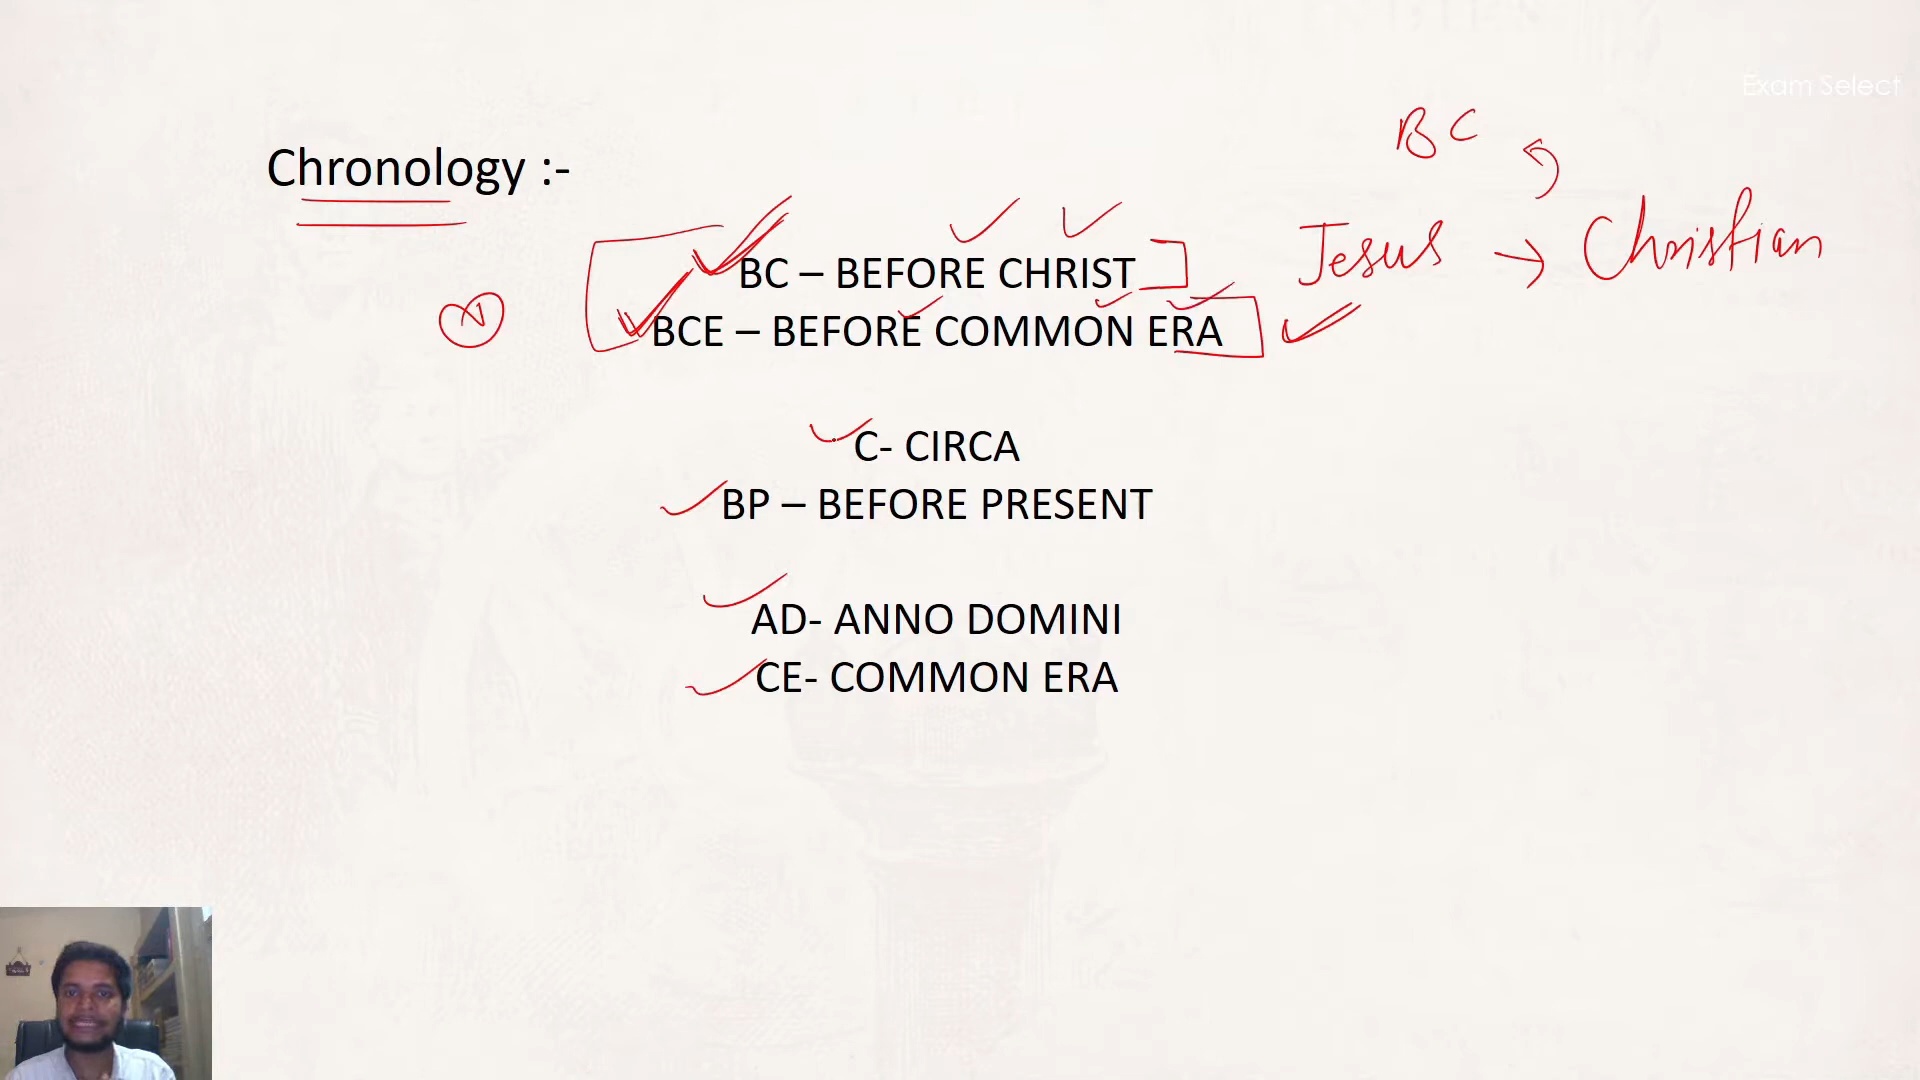 Exam Select
BC
Chronology :-
BC – BEFORE CHRIST
Jesus → Christian
BCE – BEFORE COMMON ERA
C- CIRCA
BP – BEFORE PRESENT
AD- ANNO DOMINI
CE- COMMON ERA